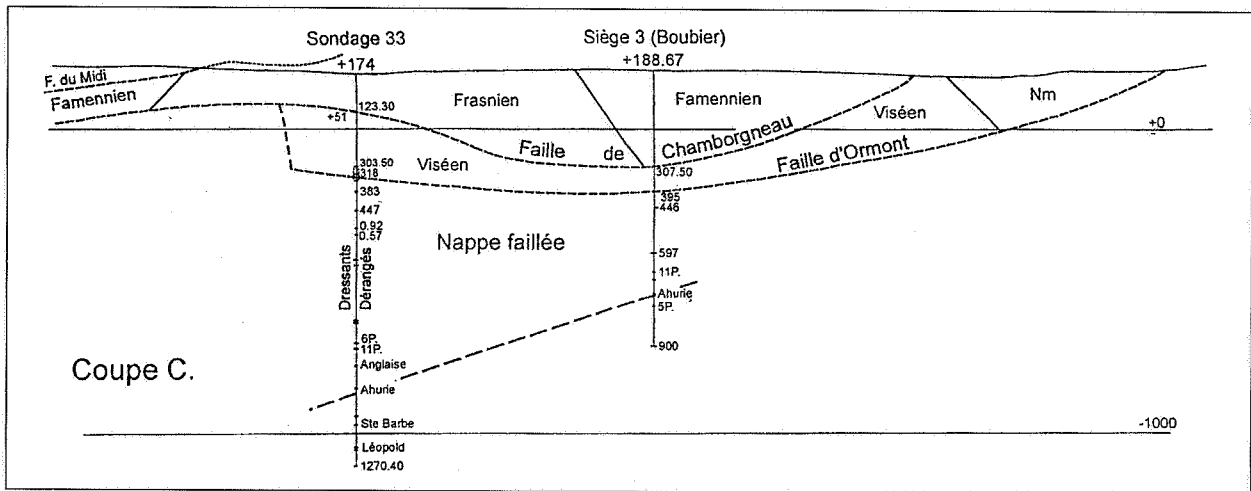 Sondage 33
+174
Siège 3 (Boubier)
+188.67
F. du Midi
Famennien
123.30
+51
Frasnien
Famennien
Viséen
Nm
+0
Faille de Chamborgneau
Faille d'Ormont
Viséen
303.50
318
383
447
0.92
0.57
307.50
395
446
597
11P.
Ahurie
5P.
900
Nappe faillée
Dressants
Dérangés
6P.
11P.
Anglaise
Ahurie
Ste Barbe
Léopold
1270.40
Coupe C.
-1000